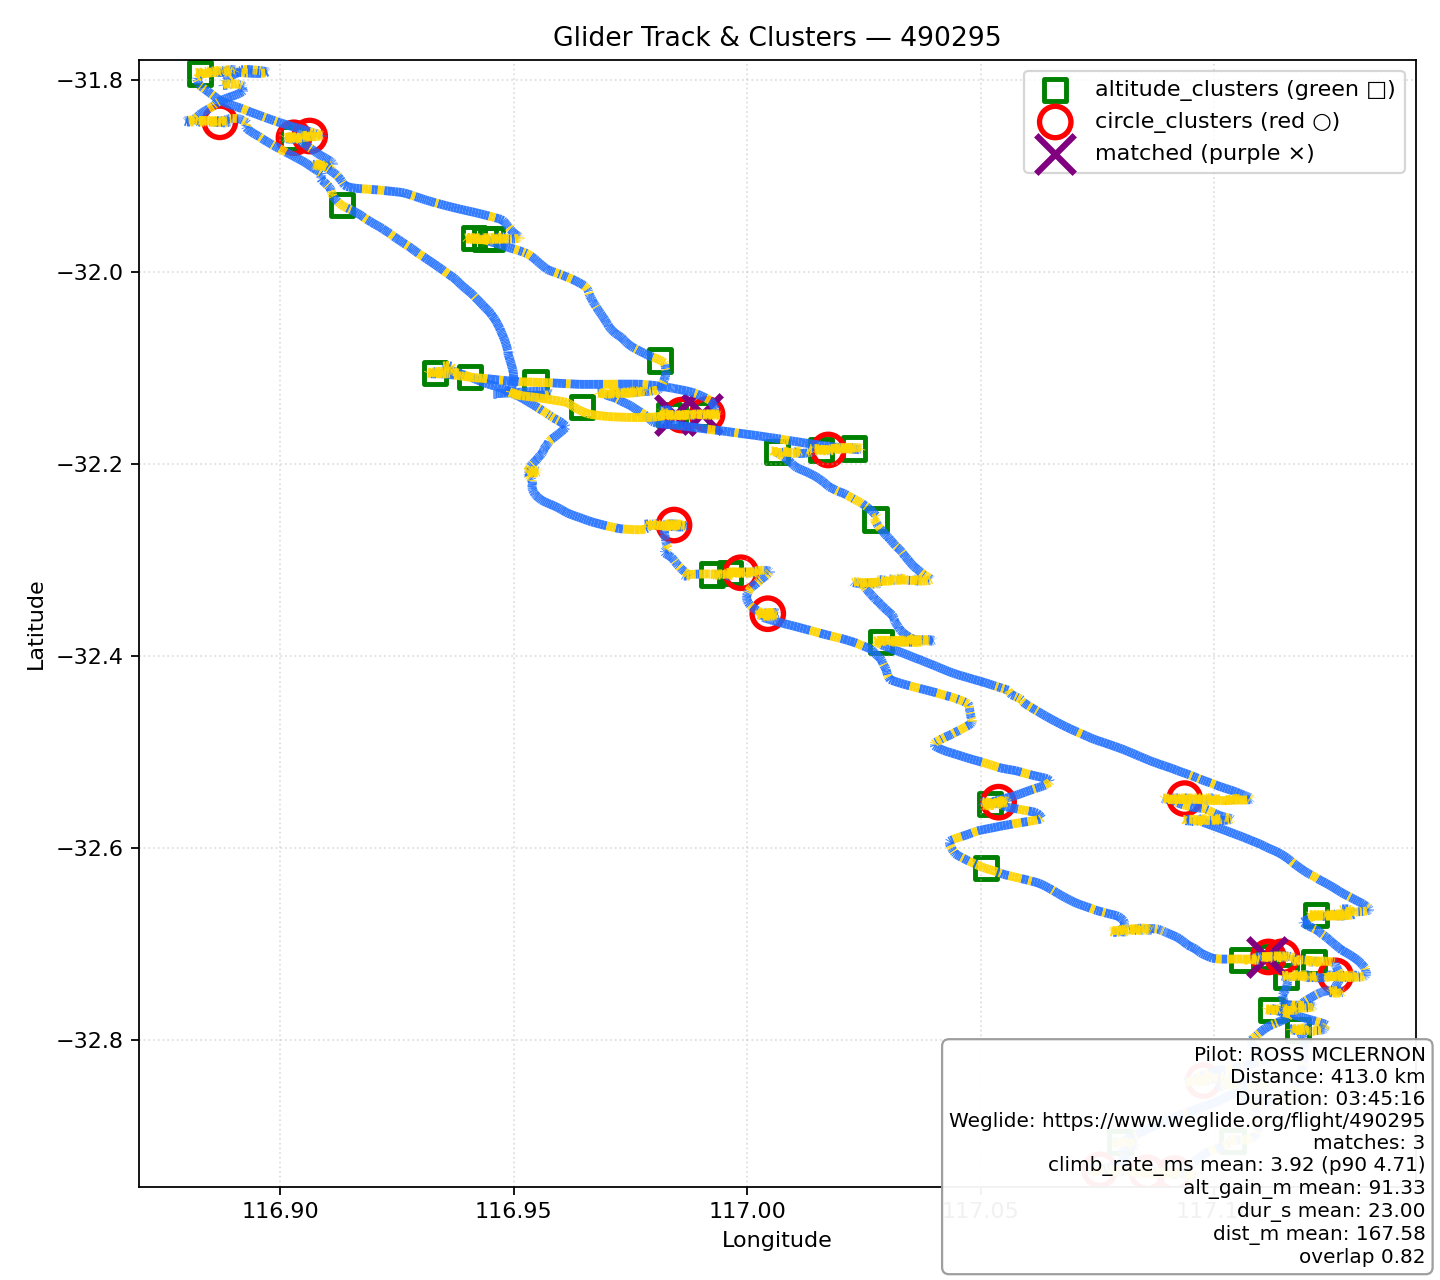 Glider Track & Clusters — 490295
altitude_clusters (green □)
circle_clusters (red ○)
matched (purple ×)
−31.8
−32.0
−32.2
−32.4
−32.6
−32.8
Latitude
116.90
116.95
117.00
117.05
117.1
Longitude
Pilot: ROSS MCLERNON
Distance: 413.0 km
Duration: 03:45:16
Weglide: https://www.weglide.org/flight/490295
matches: 3
climb_rate_ms mean: 3.92 (p90 4.71)
alt_gain_m mean: 91.33
dur_s mean: 23.00
dist_m mean: 167.58
overlap 0.82